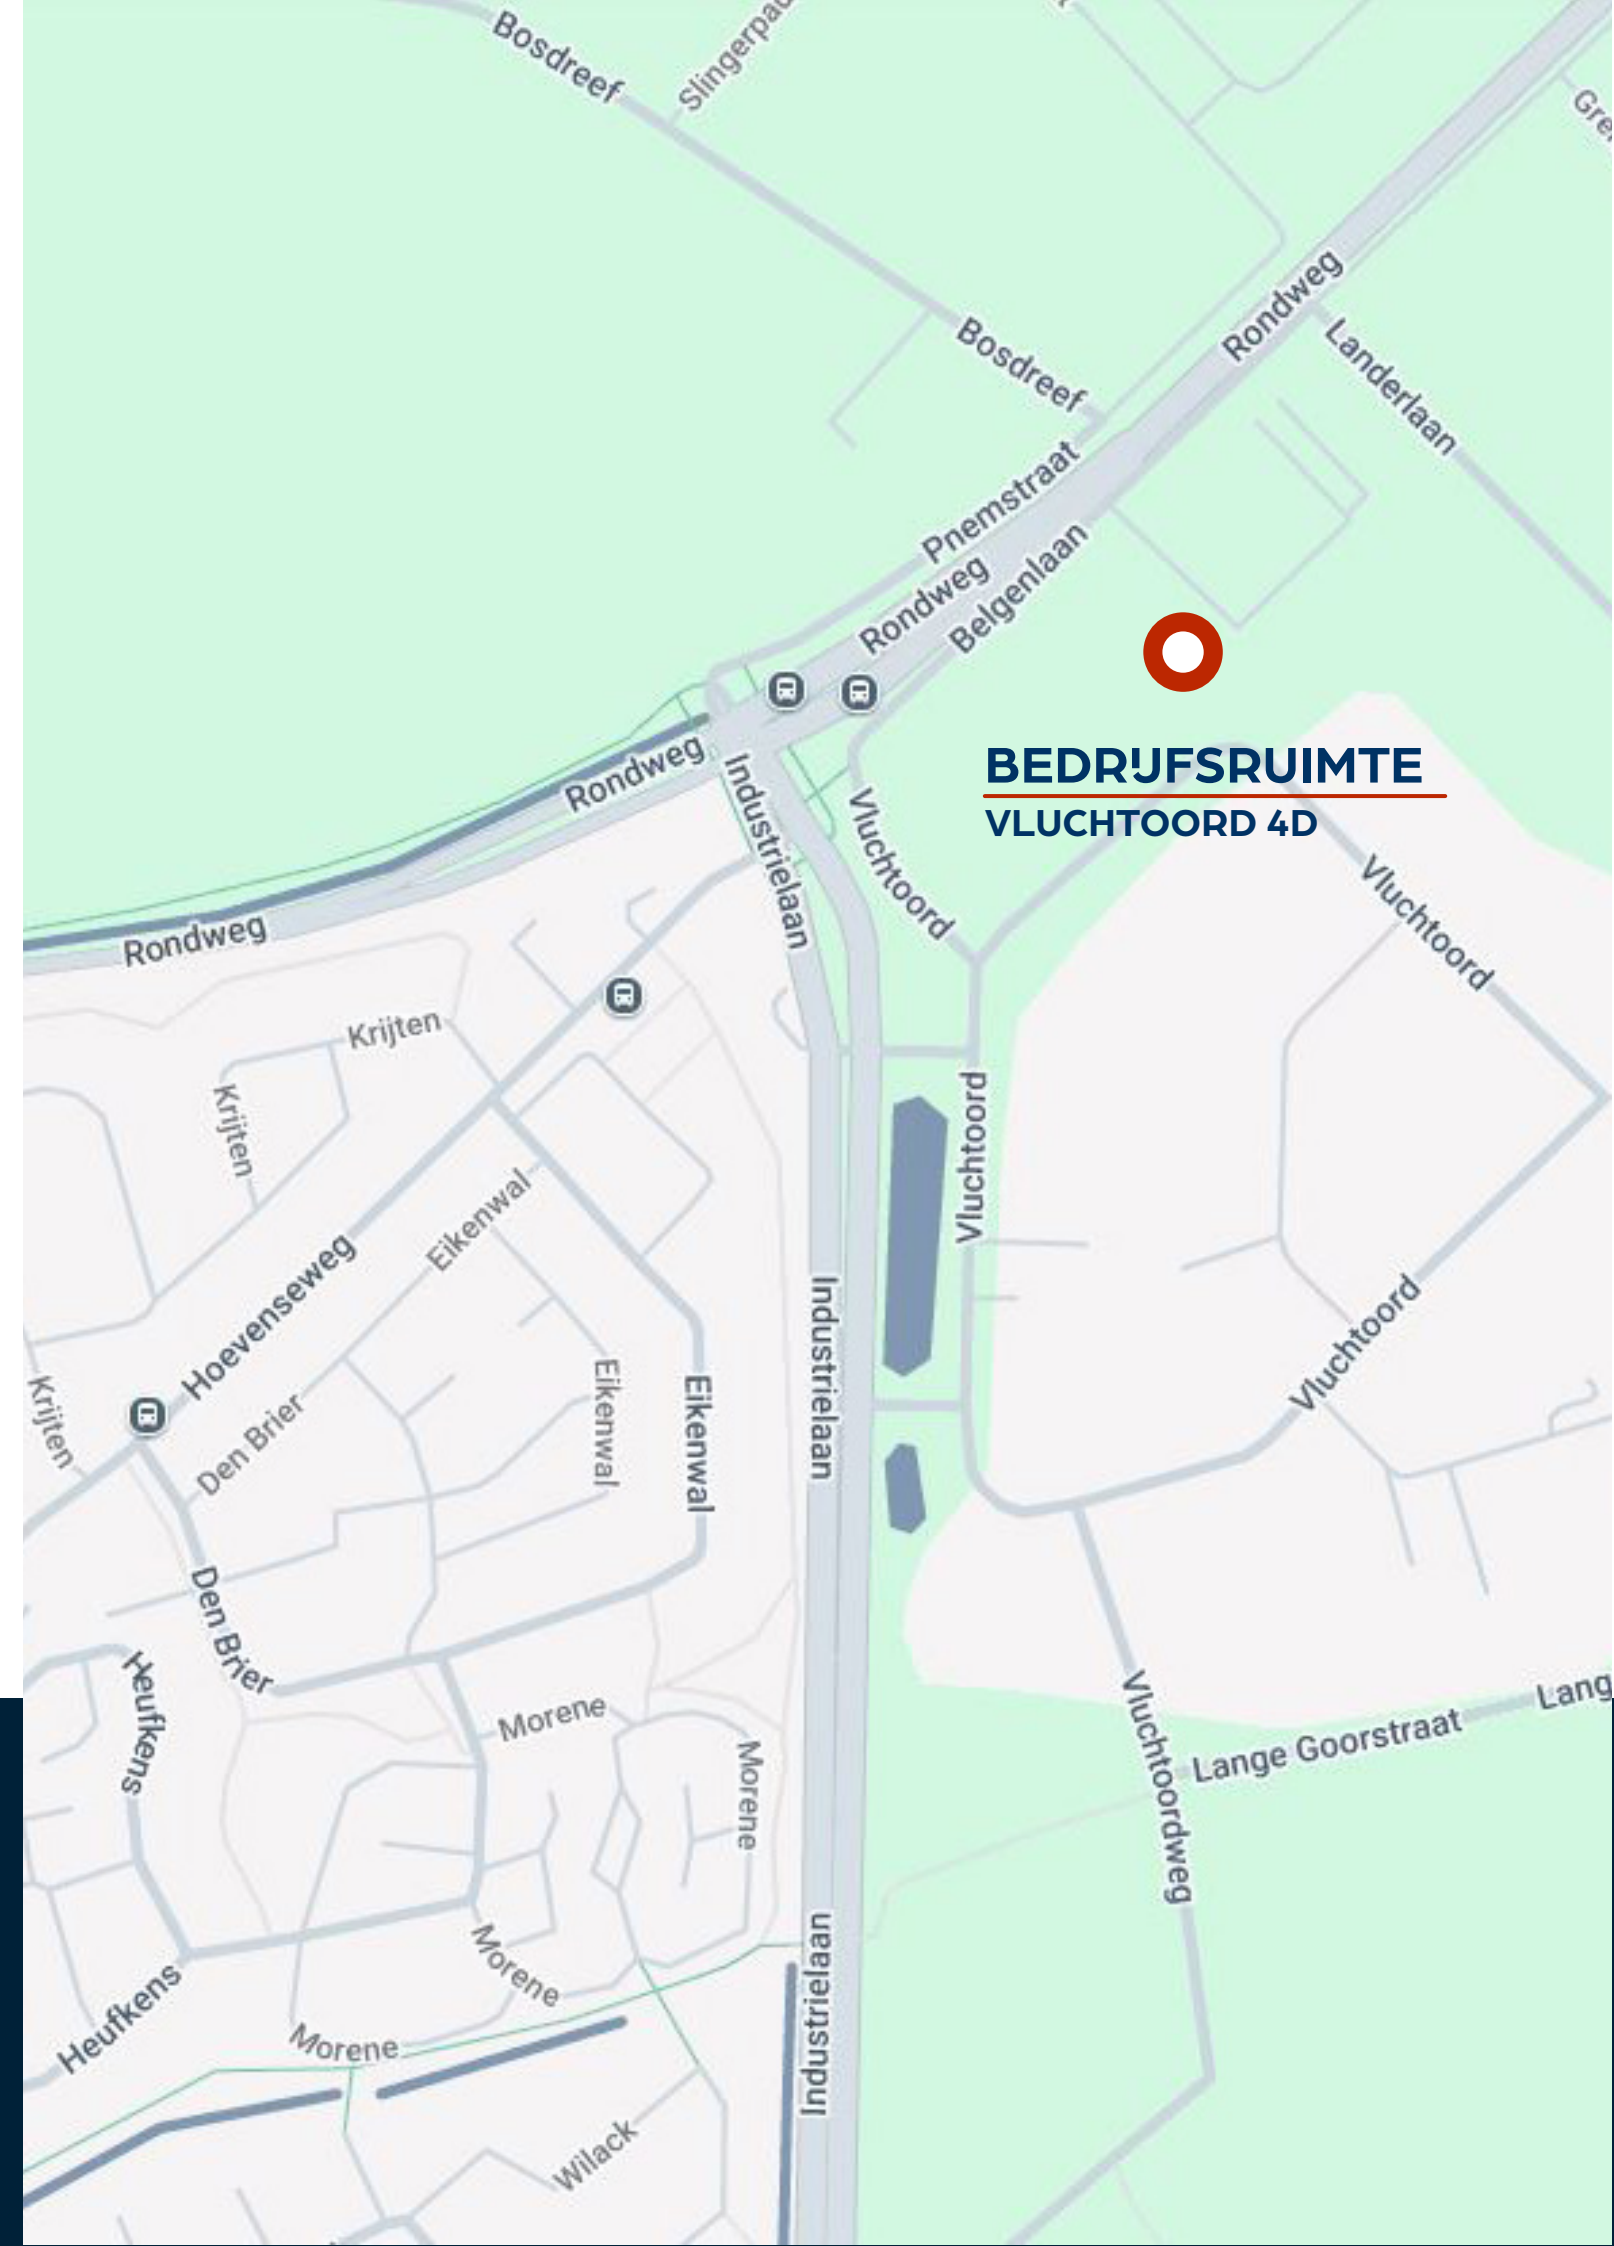 Bosdreef
Bosdreef
Rondweg
Landerlaan
Pnemstraat
Rondweg
Belgenlaan
BEDRIJFSRUIMTE
VLUCHTOORD 4D
Rondweg
Industrielaan
Vluchtoord
Vluchtoord
Rondweg
Krijten
Krijten
Vluchtoord
Eikenwal
Hoevenseweg
Industrielaan
Vluchtoord
Krijten
Den Brier
Eikenwal
Eikenwal
Den Brier
Heufkens
Morene
Morene
Vluchtoordweg
Lange Goorstraat
Lang
Morene
Industrielaan
Heufkens
Morene
Wilack